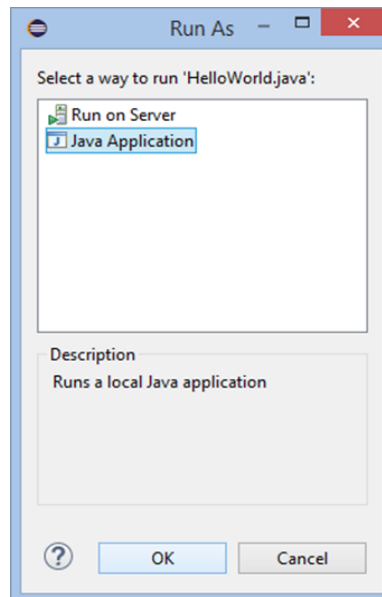 Run As
Select a way to run 'HelloWorld.java':
Run on Server
J Java Application
Description
Runs a local Java application
? OK Cancel